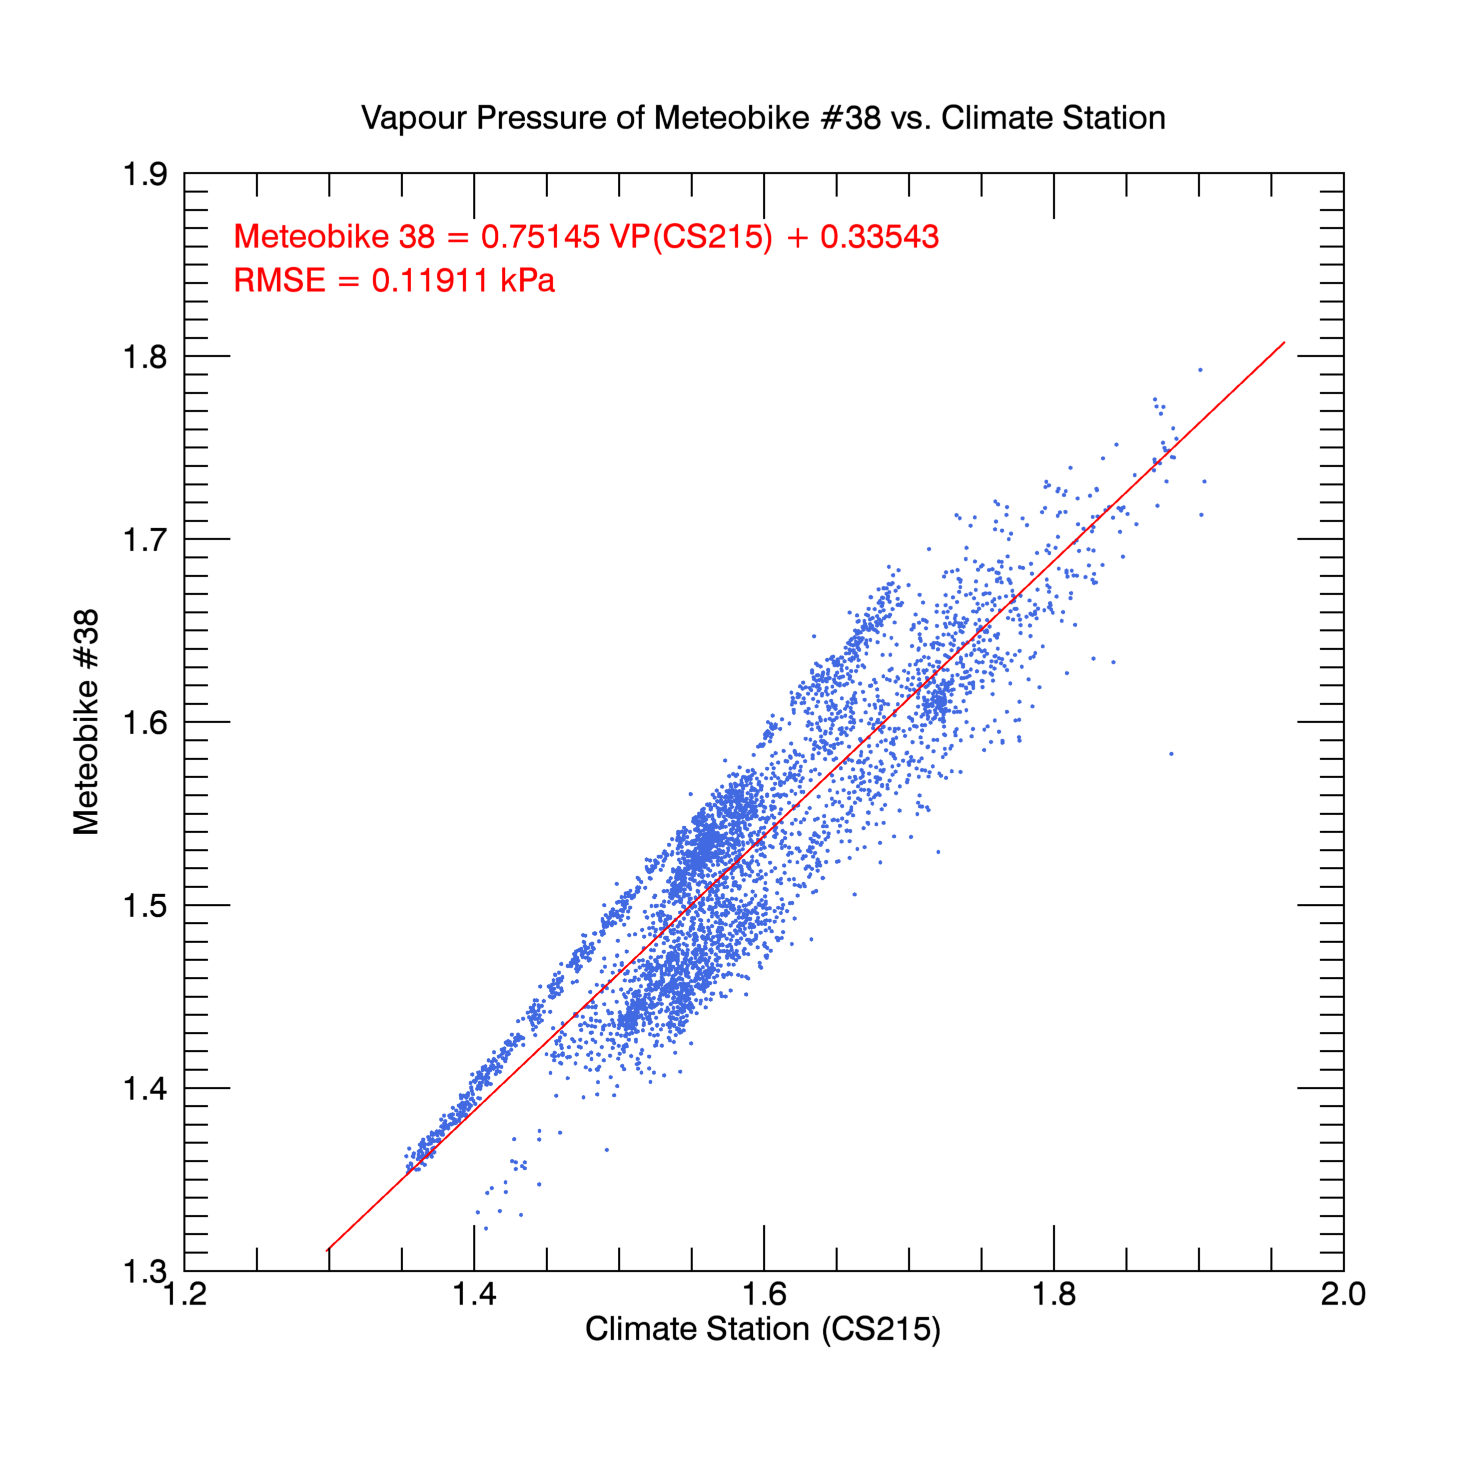 Vapour Pressure of Meteobike #38 vs. Climate Station
1.9
Meteobike 38 = 0.75145 VP(CS215) + 0.33543
RMSE = 0.11911 kPa
1.8
1.7
Meteobike #38
1.6
1.5
1.4
1.3
1.2 1.4 1.6 1.8 2.0
Climate Station (CS215)